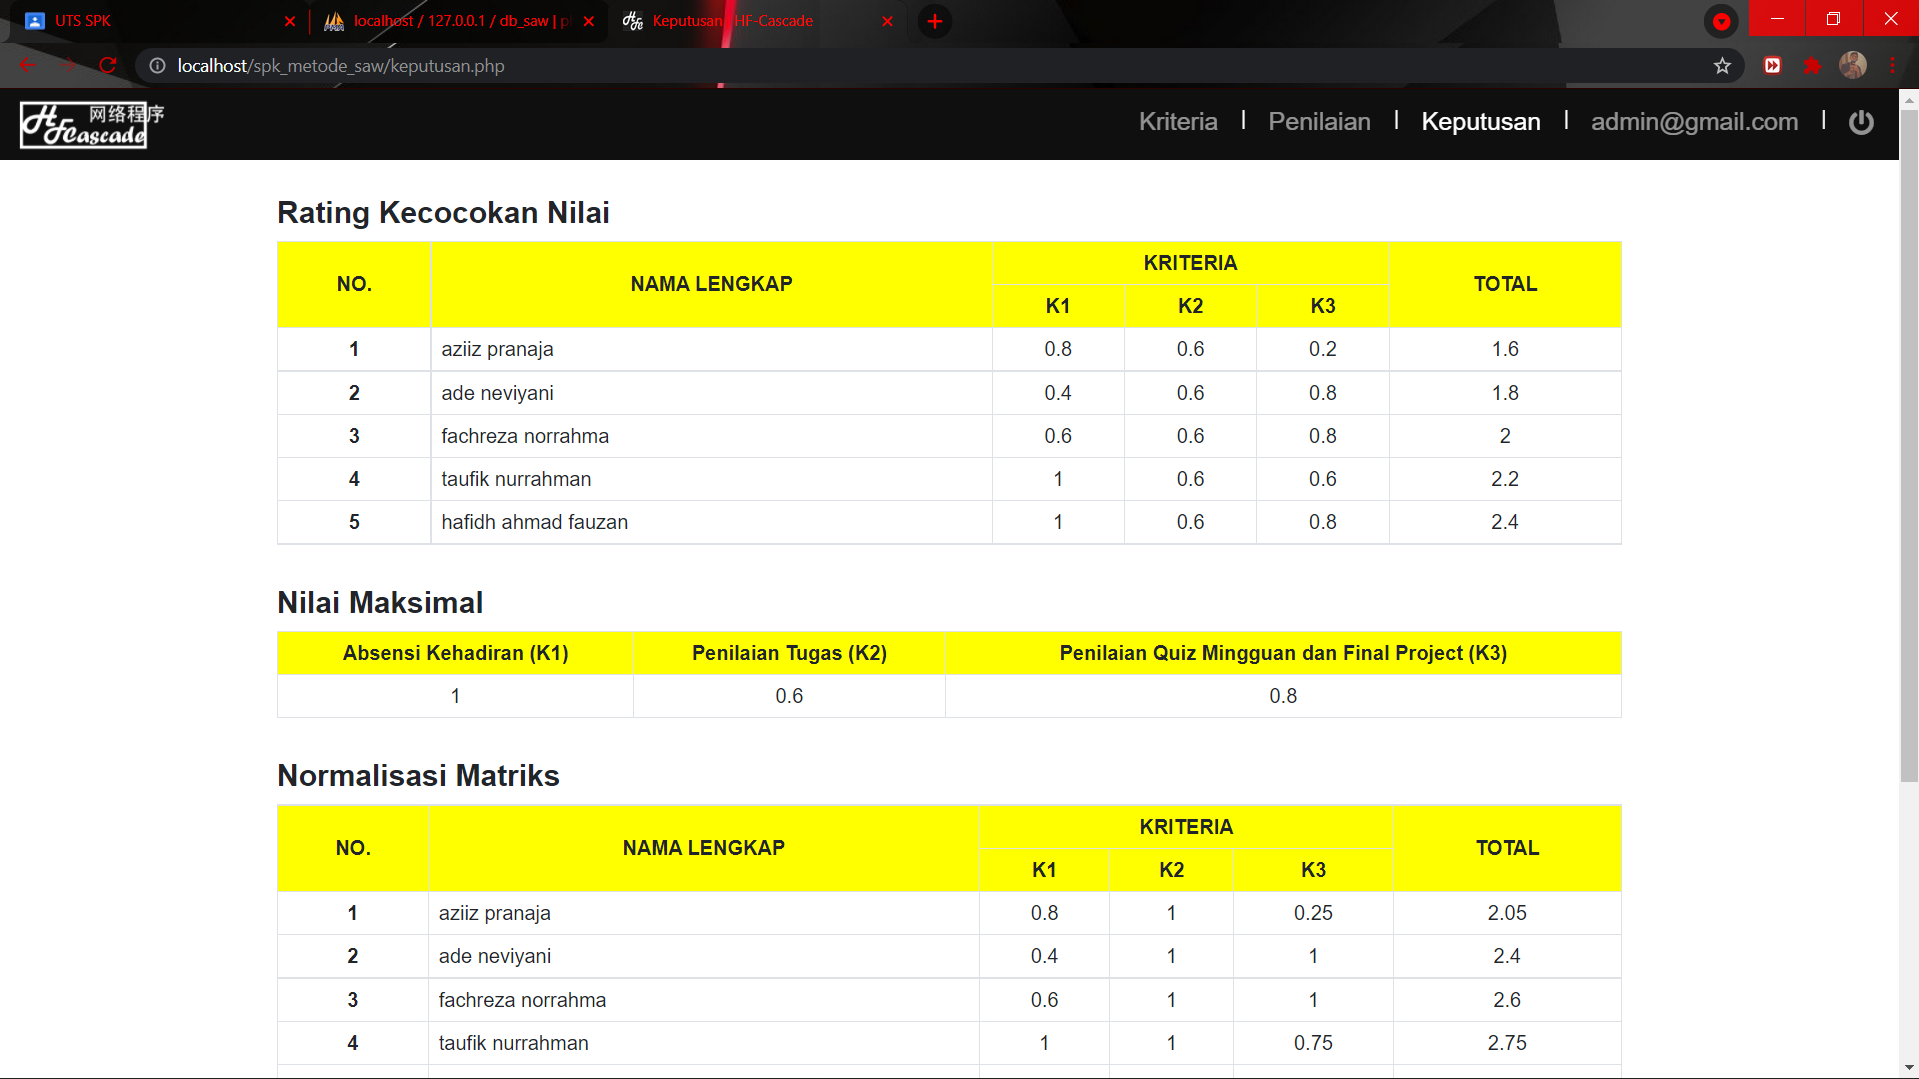 UTS SPK
localhost / 127.0.0.1 / db_saw | p
Keputusan HF-Cascade
localhost/spk_metode_saw/keputusan.php
网络程序
HFCascade
Kriteria | Penilaian | Keputusan | admin@gmail.com |
Rating Kecocokan Nilai
NO. NAMA LENGKAP KRITERIA TOTAL
K1 K2 K3
1 aziiz pranaja 0.8 0.6 0.2 1.6
2 ade neviyani 0.4 0.6 0.8 1.8
3 fachreza norrahma 0.6 0.6 0.8 2
4 taufik nurrahman 1 0.6 0.6 2.2
5 hafidh ahmad fauzan 1 0.6 0.8 2.4
Nilai Maksimal
Absensi Kehadiran (K1) Penilaian Tugas (K2) Penilaian Quiz Mingguan dan Final Project (K3)
1 0.6 0.8
Normalisasi Matriks
NO. NAMA LENGKAP KRITERIA TOTAL
K1 K2 K3
1 aziiz pranaja 0.8 1 0.25 2.05
2 ade neviyani 0.4 1 1 2.4
3 fachreza norrahma 0.6 1 1 2.6
4 taufik nurrahman 1 1 0.75 2.75